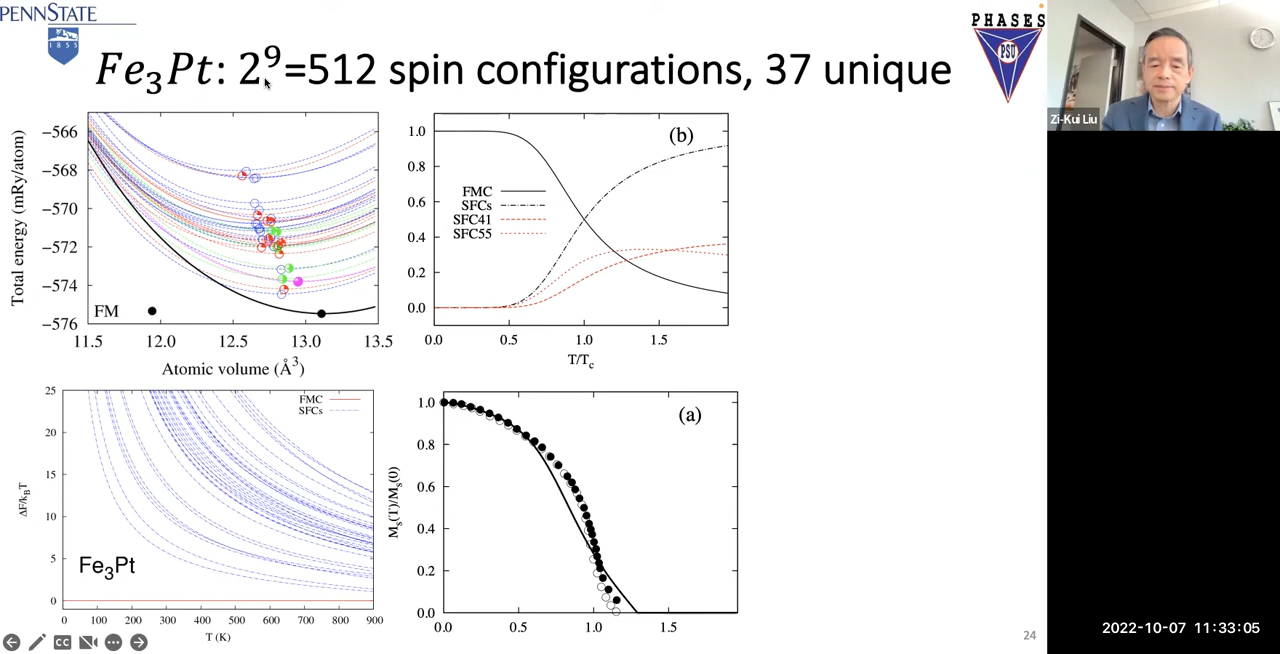 PENNSTATE
1855
Fe₃Pt: 2⁹=512 spin configurations, 37 unique
PHASES
PSU
Zi-Kui Liu
Total energy (mRy/atom)
−566
−568
−570
−572
−574
−576
FM
11.5 12.0 12.5 13.0 13.5
Atomic volume (Å³)
(b)
1.0
0.8
0.6
0.4
0.2
0.0
FMC
SFCs
SFC41
SFC55
0.0 0.5 1.0 1.5
T/Tc
ΔF/kBT
25
20
15
10
5
0
FMC
SFCs
Fe₃Pt
0 100 200 300 400 500 600 700 800 900
T (K)
(a)
Ms(T)/Ms(0)
1.0
0.8
0.6
0.4
0.2
0.0
0.0 0.5 1.0 1.5
CC
24
2022-10-07 11:33:05